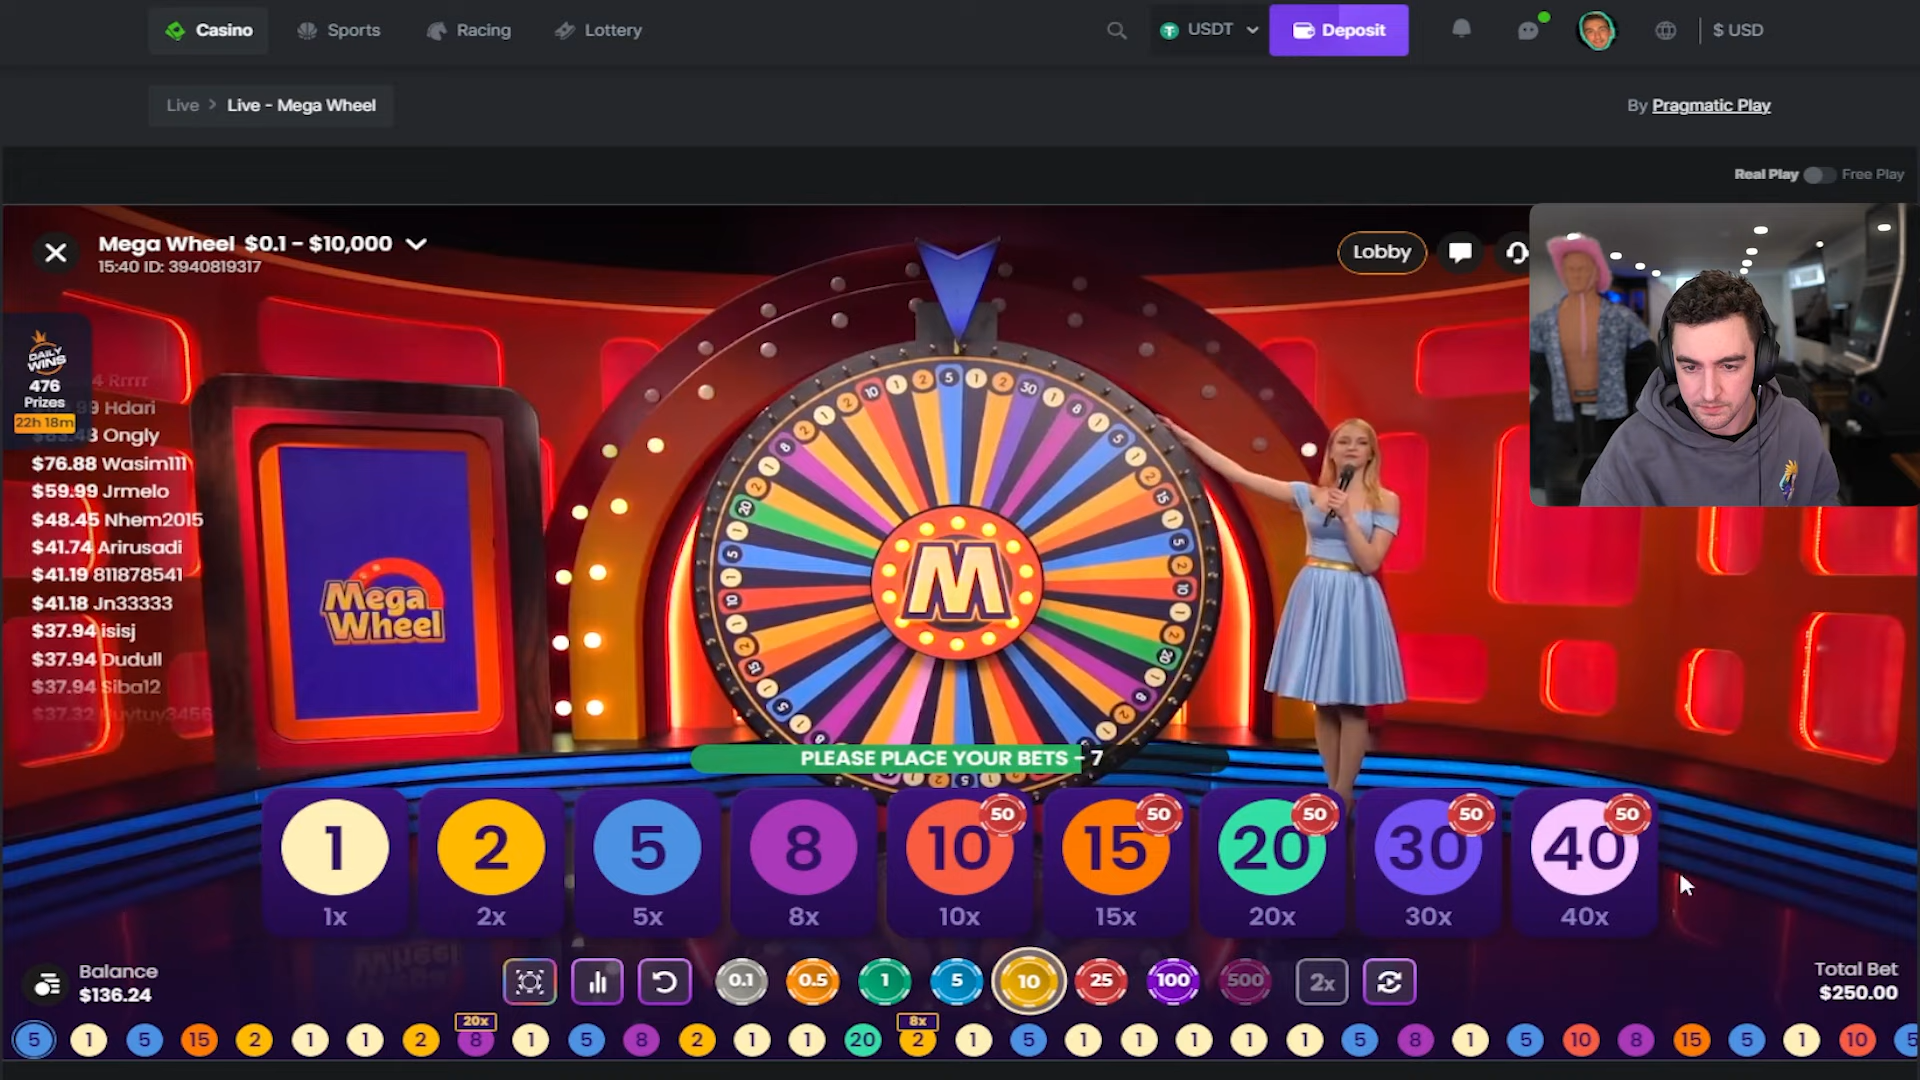 Casino Sports Racing Lottery USDT Deposit $ USD
Live > Live - Mega Wheel By Pragmatic Play
Real Play Free Play
Mega Wheel $0.1 – $10,000
15:40 ID: 3940819317
Lobby
DAILY WINS
476
Prizes
22h 18m
4 Rrrrr
Hdari
Ongly
$76.88 Wasim111
$59.99 Jrmelo
$48.45 Nhem2015
$41.74 Arirusadi
$41.19 811878541
$41.18 Jn33333
$37.94 isisj
$37.94 Dudull
$37.94 Siba12
Mega Wheel
M
PLEASE PLACE YOUR BETS – 7
1 2 5 8 10 50 15 50 20 50 30 50 40 50
1x 2x 5x 8x 10x 15x 20x 30x 40x
Balance
$136.24
0.1 0.5 1 5 10 25 100 500 2x
Total Bet
$250.00
20x 8x
5 1 5 15 2 1 1 2 8 1 5 8 2 1 1 20 2 1 5 1 1 1 1 1 5 8 1 5 10 8 15 5 1 10 5